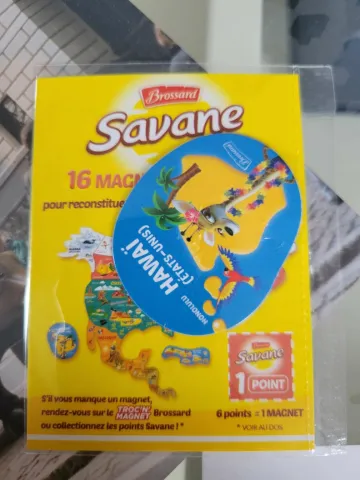 Brossard
Savane
16 MAGN
pour reconstitue
HAWAÏ
(ÉTATS-UNIS)
HONOLULU
Savane
1 POINT
S'il vous manque un magnet,
rendez-vous sur le TROC'N'MAGNET Brossard
ou collectionnez les points Savane ! *
6 points = 1 MAGNET
* VOIR AU DOS